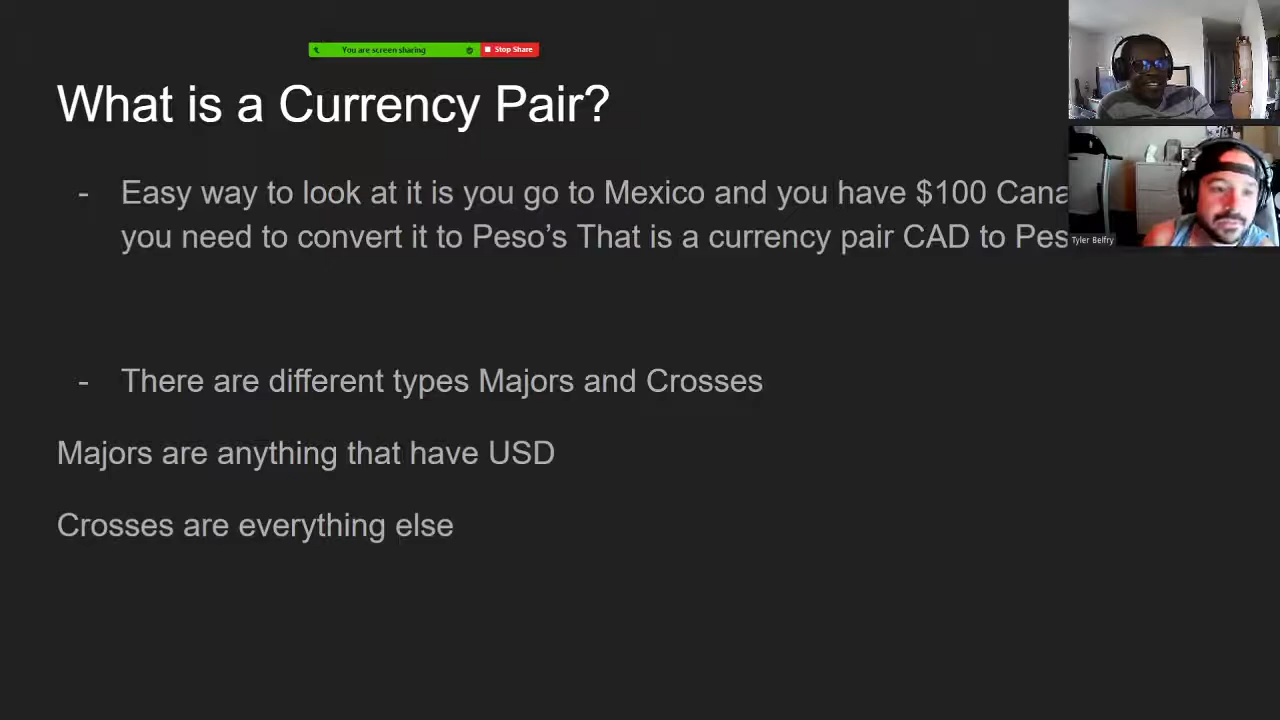 You are screen sharing Stop Share
What is a Currency Pair?
- Easy way to look at it is you go to Mexico and you have $100
you need to convert it to Peso’s That is a currency pair CAD to
Tyler Belfry
- There are different types Majors and Crosses
Majors are anything that have USD
Crosses are everything else